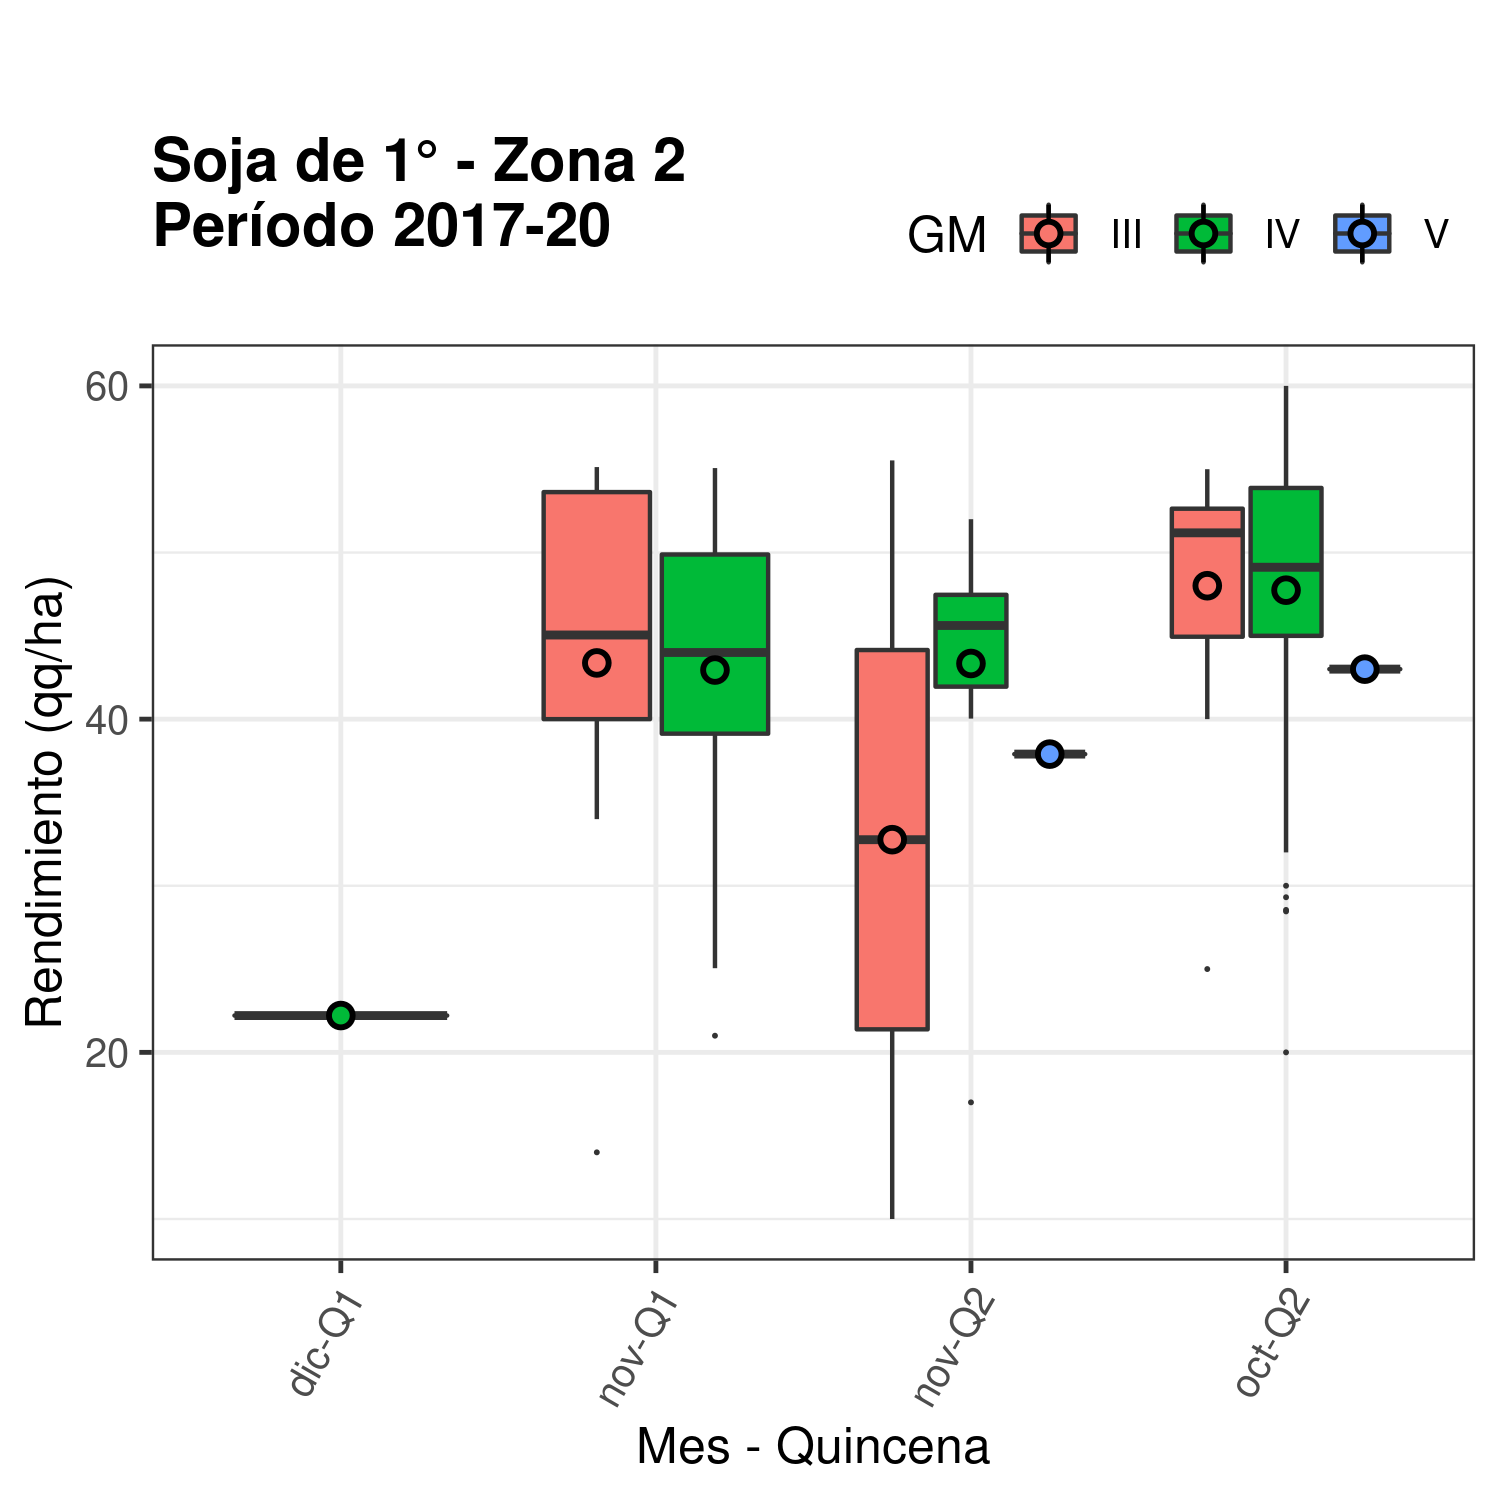 Soja de 1° - Zona 2
Período 2017-20
GM III IV V
Rendimiento (qq/ha)
60
40
20
dic-Q1 nov-Q1 nov-Q2 oct-Q2
Mes - Quincena